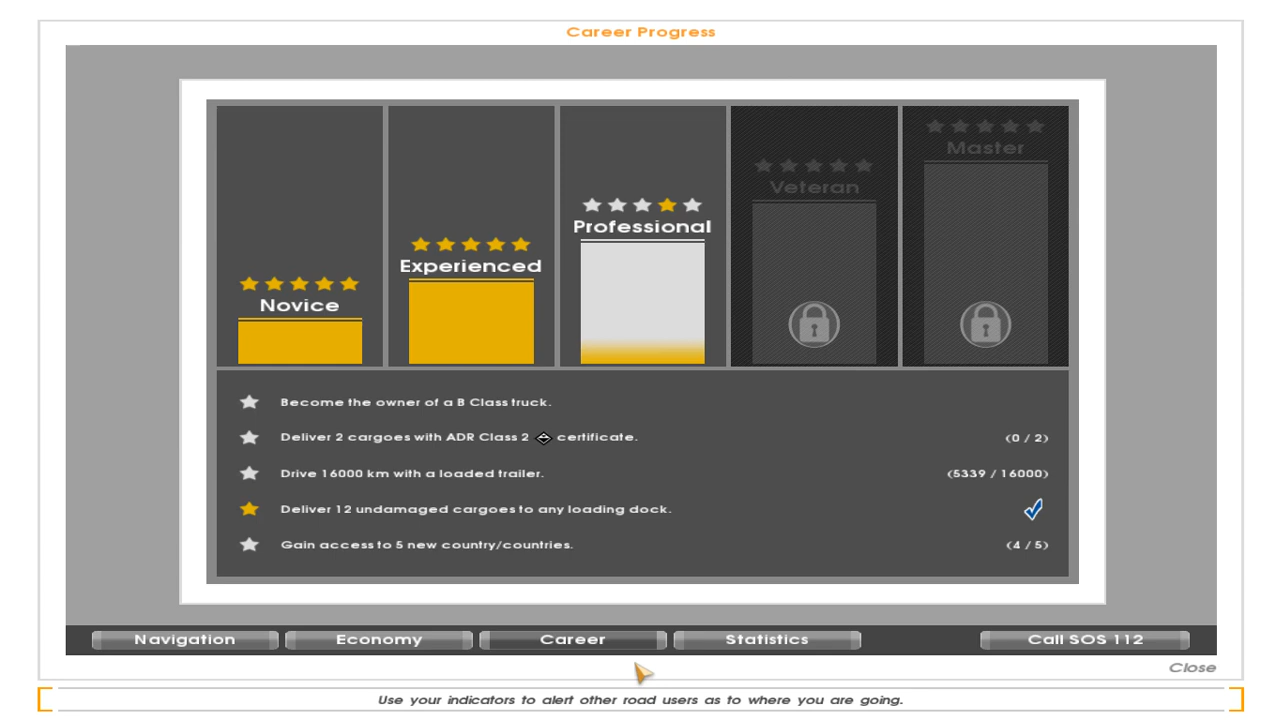 Career Progress
Master
Veteran
Professional
Experienced
Novice
Become the owner of a B Class truck.
Deliver 2 cargoes with ADR Class 2 certificate. (0 / 2)
Drive 16000 km with a loaded trailer. (5339 / 16000)
Deliver 12 undamaged cargoes to any loading dock.
Gain access to 5 new country/countries. (4 / 5)
Navigation Economy Career Statistics Call SOS 112
Close
Use your indicators to alert other road users as to where you are going.